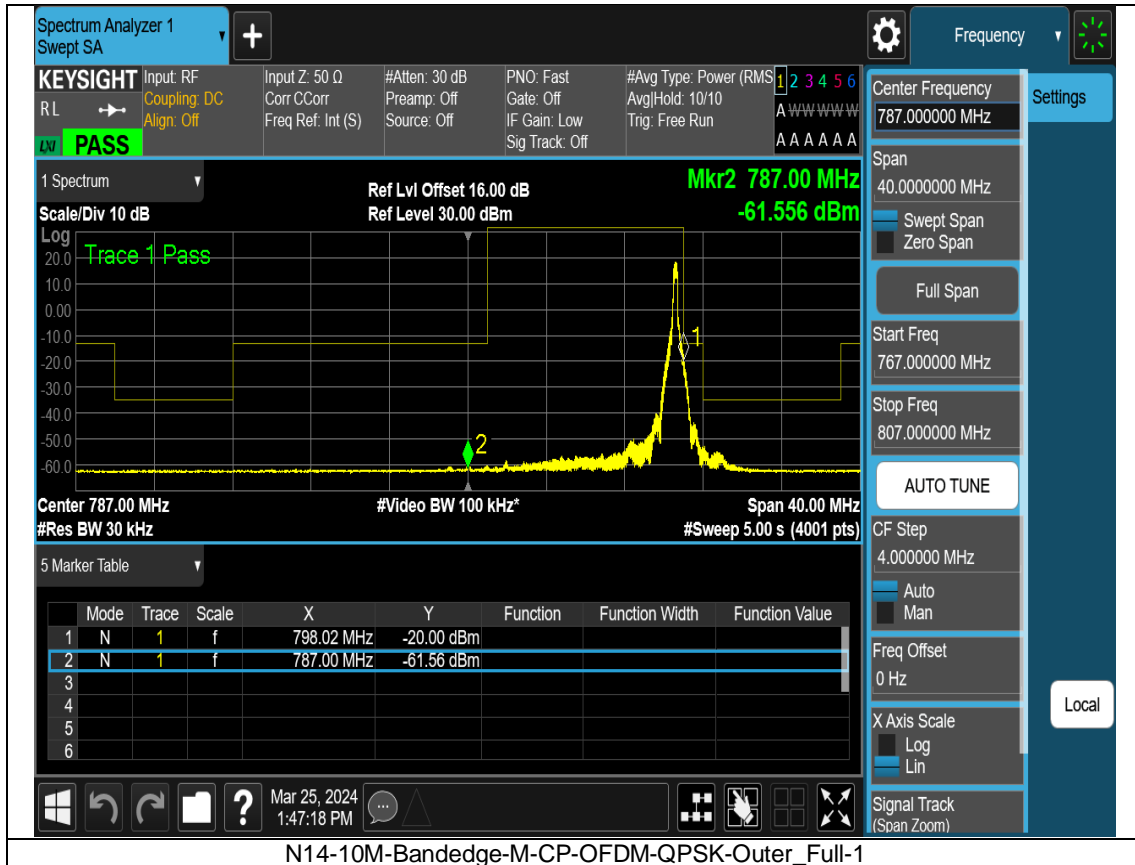 Spectrum Analyzer 1
Swept SA
Frequency
KEYSIGHT
R L
LXI PASS
Input: RF
Coupling: DC
Align: Off
Input Z: 50 Ω
Corr CCorr
Freq Ref: Int (S)
#Atten: 30 dB
Preamp: Off
Source: Off
PNO: Fast
Gate: Off
IF Gain: Low
Sig Track: Off
#Avg Type: Power (RMS
Avg|Hold: 10/10
Trig: Free Run
1 2 3 4 5 6
A W W W W W
A A A A A A
1 Spectrum
Scale/Div 10 dB
Ref Lvl Offset 16.00 dB
Ref Level 30.00 dBm
Mkr2 787.00 MHz
-61.556 dBm
Log
Trace 1 Pass
20.0
10.0
0.00
-10.0
-20.0
-30.0
-40.0
-50.0
-60.0
1
2
Center 787.00 MHz
#Video BW 100 kHz*
Span 40.00 MHz
#Res BW 30 kHz
#Sweep 5.00 s (4001 pts)
5 Marker Table
Mode Trace Scale X Y Function Function Width Function Value
1 N 1 f 798.02 MHz -20.00 dBm
2 N 1 f 787.00 MHz -61.56 dBm
3
4
5
6
Mar 25, 2024
1:47:18 PM
Center Frequency
787.000000 MHz
Settings
Span
40.0000000 MHz
Swept Span
Zero Span
Full Span
Start Freq
767.000000 MHz
Stop Freq
807.000000 MHz
AUTO TUNE
CF Step
4.000000 MHz
Auto
Man
Freq Offset
0 Hz
X Axis Scale
Log
Lin
Local
Signal Track
(Span Zoom)
N14-10M-Bandedge-M-CP-OFDM-QPSK-Outer_Full-1